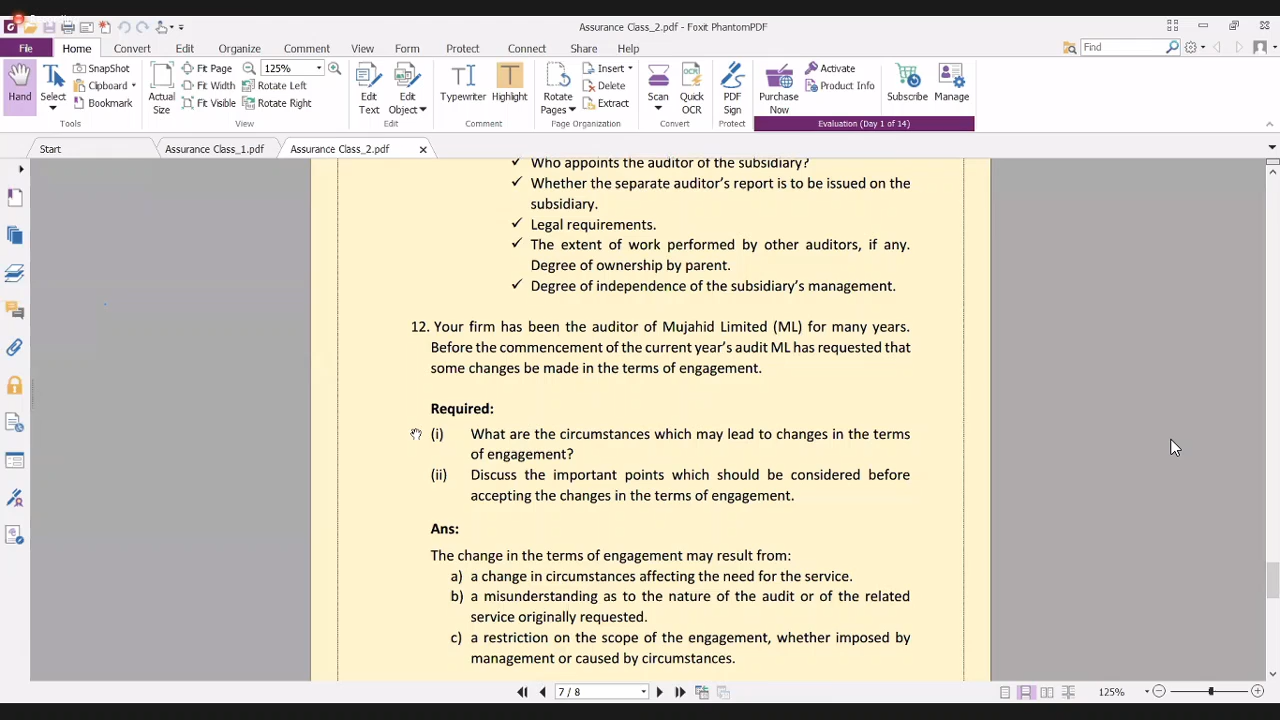 Assurance Class_2.pdf - Foxit PhantomPDF
File Home Convert Edit Organize Comment View Form Protect Connect Share Help Find
Hand Select SnapShot Clipboard Bookmark Actual Size Fit Page Fit Width Fit Visible 125% Rotate Left Rotate Right Edit Text Edit Object Typewriter Highlight Rotate Pages Insert Delete Extract Scan Quick OCR PDF Sign Purchase Now Activate Product Info Subscribe Manage
Tools View Edit Comment Page Organization Convert Protect Evaluation (Day 1 of 14)
Start Assurance Class_1.pdf Assurance Class_2.pdf
✓ Who appoints the auditor of the subsidiary?
✓ Whether the separate auditor's report is to be issued on the
subsidiary.
✓ Legal requirements.
✓ The extent of work performed by other auditors, if any.
Degree of ownership by parent.
✓ Degree of independence of the subsidiary's management.
12. Your firm has been the auditor of Mujahid Limited (ML) for many years.
Before the commencement of the current year's audit ML has requested that
some changes be made in the terms of engagement.
Required:
(i) What are the circumstances which may lead to changes in the terms
of engagement?
(ii) Discuss the important points which should be considered before
accepting the changes in the terms of engagement.
Ans:
The change in the terms of engagement may result from:
a) a change in circumstances affecting the need for the service.
b) a misunderstanding as to the nature of the audit or of the related
service originally requested.
c) a restriction on the scope of the engagement, whether imposed by
management or caused by circumstances.
7 / 8 125%